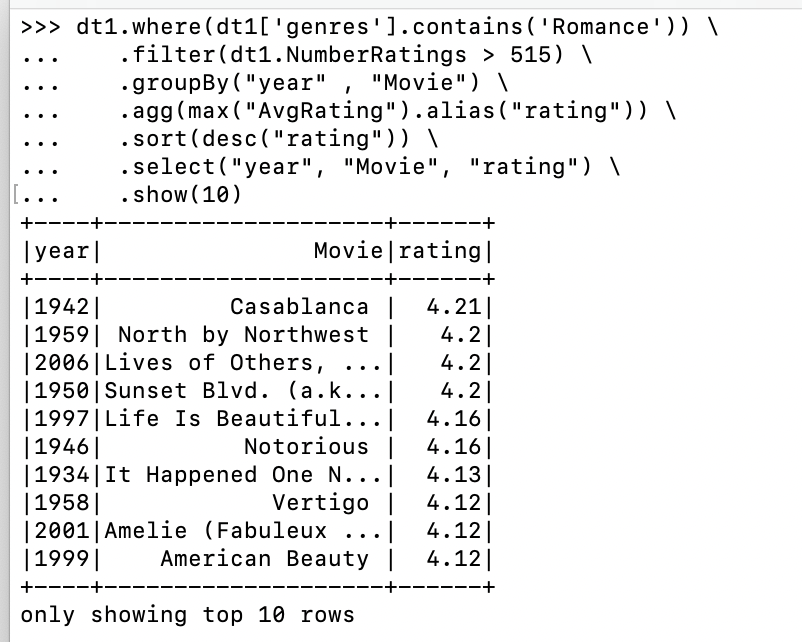 >>> dt1.where(dt1['genres'].contains('Romance')) \
...     .filter(dt1.NumberRatings > 515) \
...     .groupBy("year" , "Movie") \
...     .agg(max("AvgRating").alias("rating")) \
...     .sort(desc("rating")) \
...     .select("year", "Movie", "rating") \
[...     .show(10)
+----+--------------------+------+
|year|               Movie|rating|
+----+--------------------+------+
|1942|         Casablanca |  4.21|
|1959| North by Northwest |   4.2|
|2006|Lives of Others, ...|   4.2|
|1950|Sunset Blvd. (a.k...|   4.2|
|1997|Life Is Beautiful...|  4.16|
|1946|          Notorious |  4.16|
|1934|It Happened One N...|  4.13|
|1958|            Vertigo |  4.12|
|2001|Amelie (Fabuleux ...|  4.12|
|1999|    American Beauty |  4.12|
+----+--------------------+------+
only showing top 10 rows